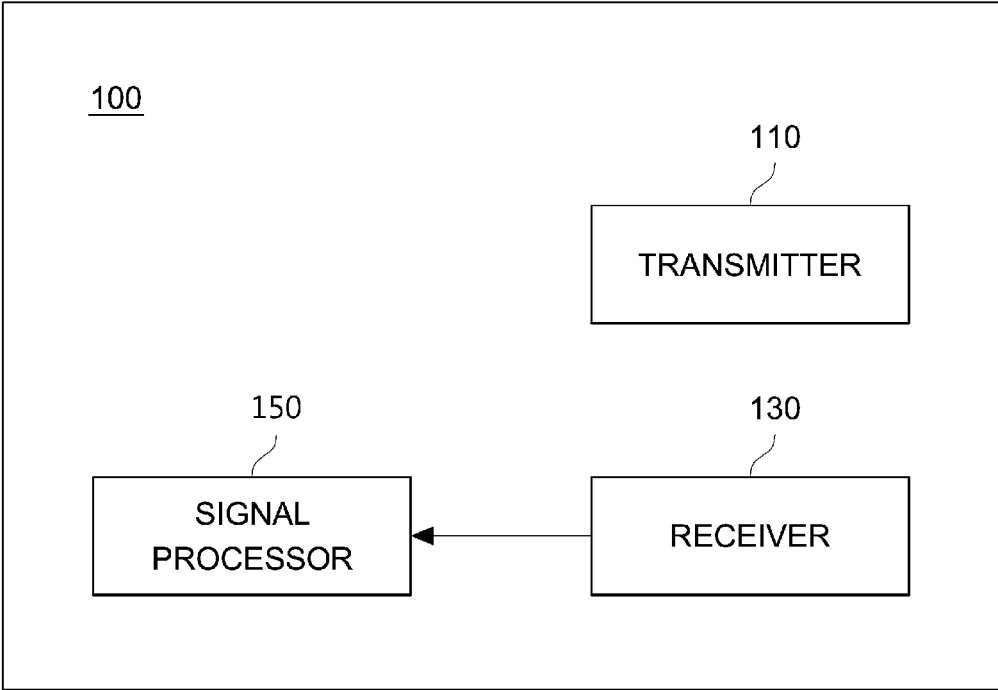 100
110
TRANSMITTER
150
130
SIGNAL
PROCESSOR
RECEIVER